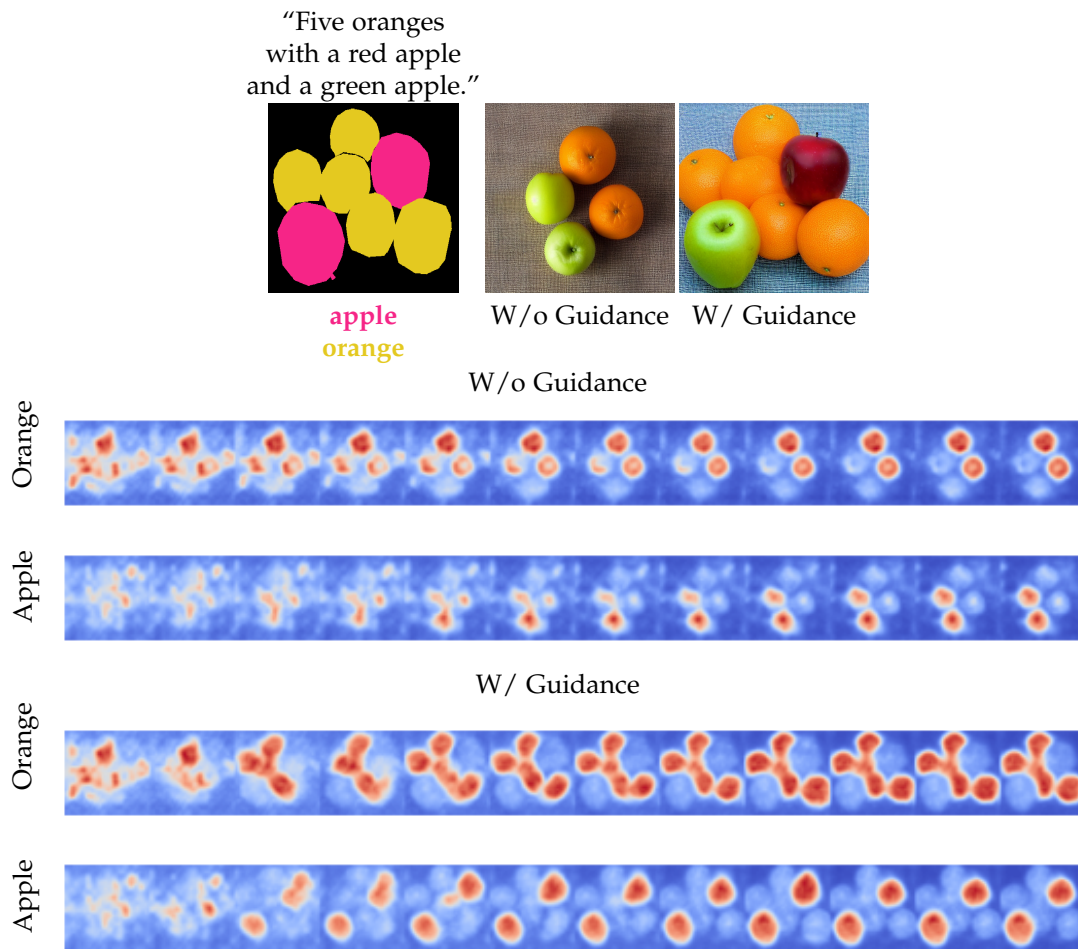 “Five oranges
with a red apple
and a green apple.”
apple
orange
W/o Guidance
W/ Guidance
W/o Guidance
Orange
Apple
W/ Guidance
Orange
Apple